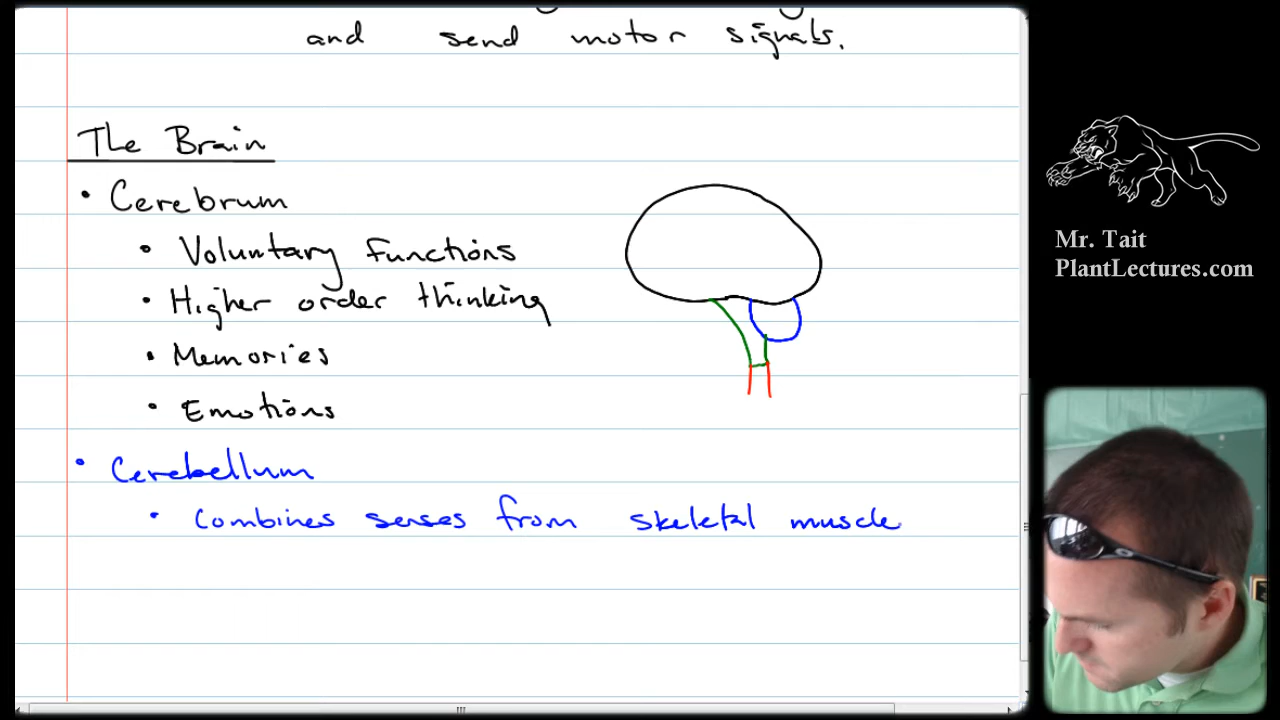 and send motor signals.
The Brain
• Cerebrum
• Voluntary functions
• Higher order thinking
• Memories
• Emotions
• Cerebellum
• Combines senses from skeletal muscle
Mr. Tait
PlantLectures.com